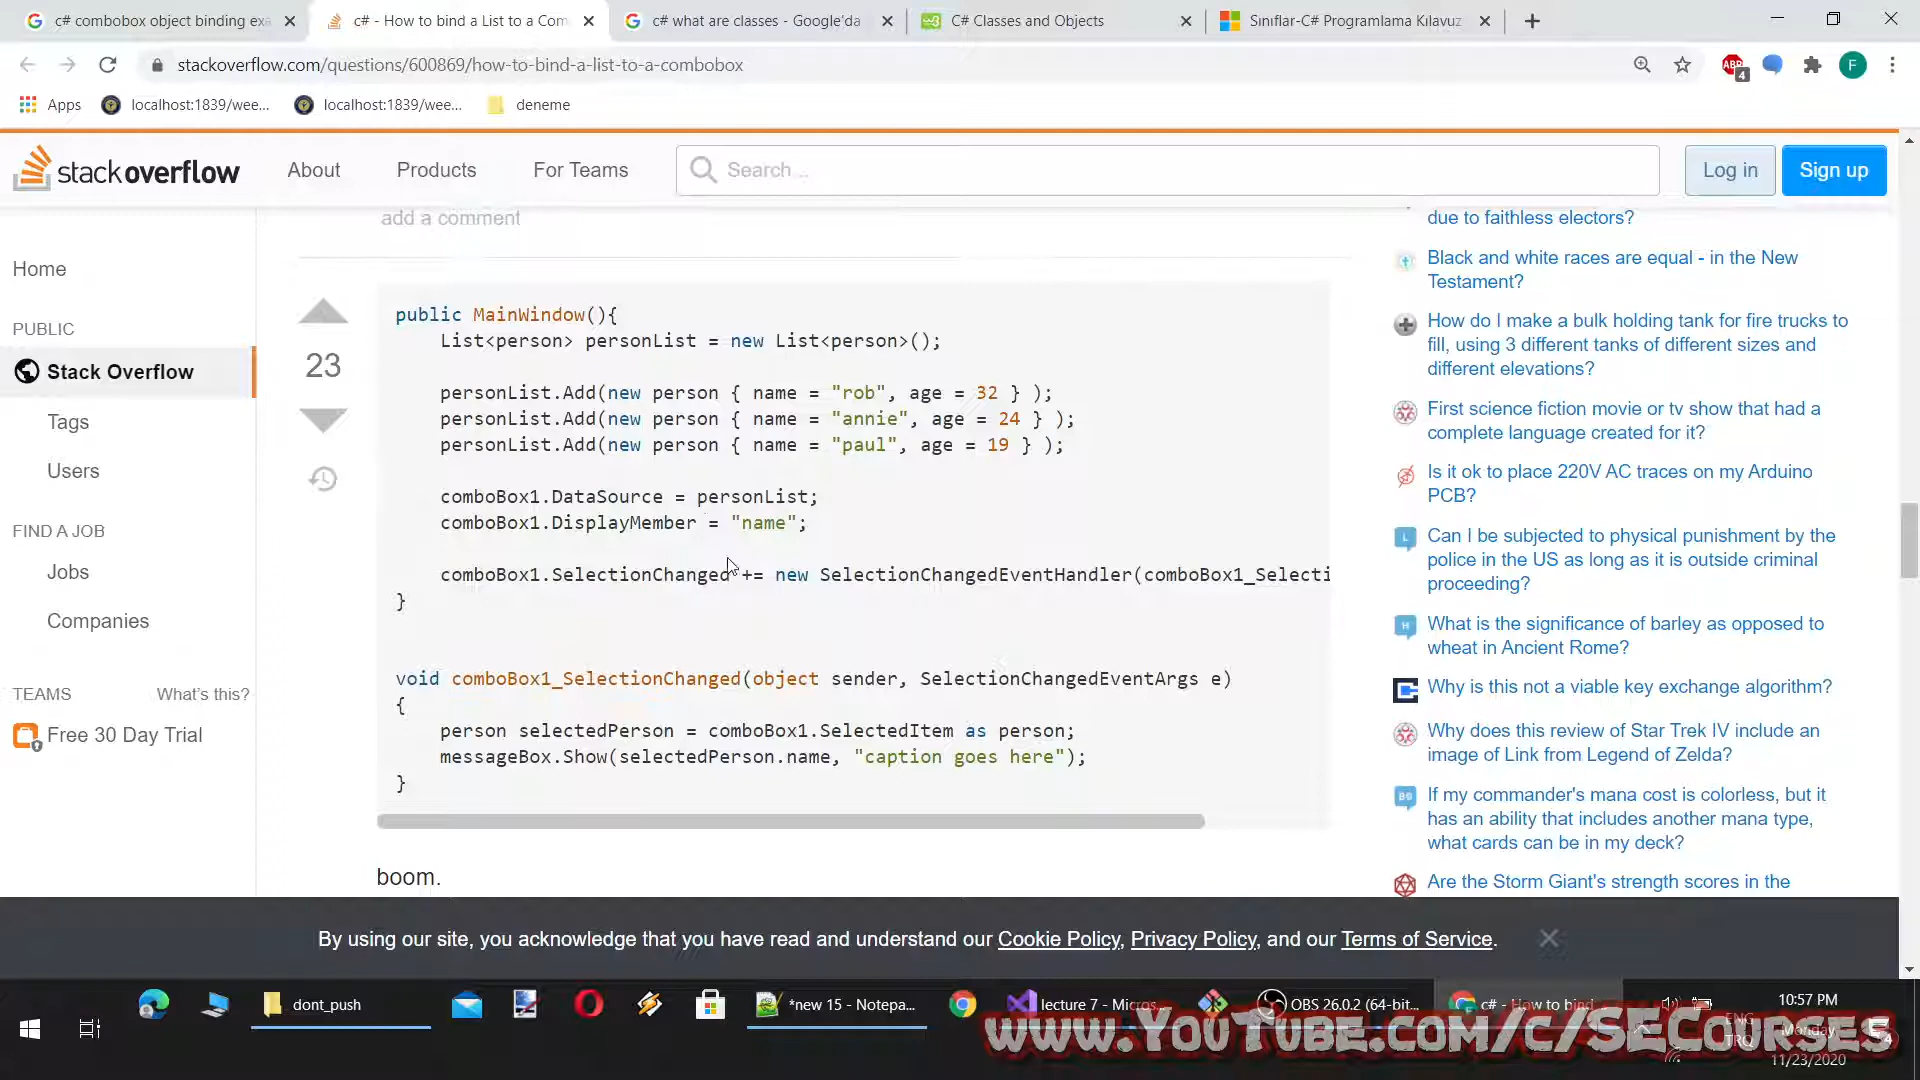 c# combobox object binding exa
c# - How to bind a List to a Com
c# what are classes - Google'da
C# Classes and Objects
Sınıflar-C# Programlama Kılavuz
stackoverflow.com/questions/600869/how-to-bind-a-list-to-a-combobox
ABP
4
F
Apps
localhost:1839/wee...
localhost:1839/wee...
deneme
stackoverflow
About
Products
For Teams
Search...
Log in
Sign up
Home
PUBLIC
Stack Overflow
Tags
Users
FIND A JOB
Jobs
Companies
TEAMS
What's this?
Free 30 Day Trial
add a comment
23
public MainWindow(){
List<person> personList = new List<person>();
personList.Add(new person { name = "rob", age = 32 } );
personList.Add(new person { name = "annie", age = 24 } );
personList.Add(new person { name = "paul", age = 19 } );
comboBox1.DataSource = personList;
comboBox1.DisplayMember = "name";
comboBox1.SelectionChanged += new SelectionChangedEventHandler(comboBox1_Selecti
}
void comboBox1_SelectionChanged(object sender, SelectionChangedEventArgs e)
{
person selectedPerson = comboBox1.SelectedItem as person;
messageBox.Show(selectedPerson.name, "caption goes here");
}
boom.
due to faithless electors?
Black and white races are equal - in the New
Testament?
How do I make a bulk holding tank for fire trucks to
fill, using 3 different tanks of different sizes and
different elevations?
First science fiction movie or tv show that had a
complete language created for it?
Is it ok to place 220V AC traces on my Arduino
PCB?
Can I be subjected to physical punishment by the
police in the US as long as it is outside criminal
proceeding?
What is the significance of barley as opposed to
wheat in Ancient Rome?
Why is this not a viable key exchange algorithm?
Why does this review of Star Trek IV include an
image of Link from Legend of Zelda?
If my commander's mana cost is colorless, but it
has an ability that includes another mana type,
what cards can be in my deck?
Are the Storm Giant's strength scores in the
By using our site, you acknowledge that you have read and understand our Cookie Policy, Privacy Policy, and our Terms of Service.
dont_push
*new 15 - Notepa...
lecture 7 - Micros...
OBS 26.0.2 (64-bit...
c# - How to bind
10:57 PM
ENG
Monday
TRQ
11/23/2020
www.YouTube.com/c/SECourses